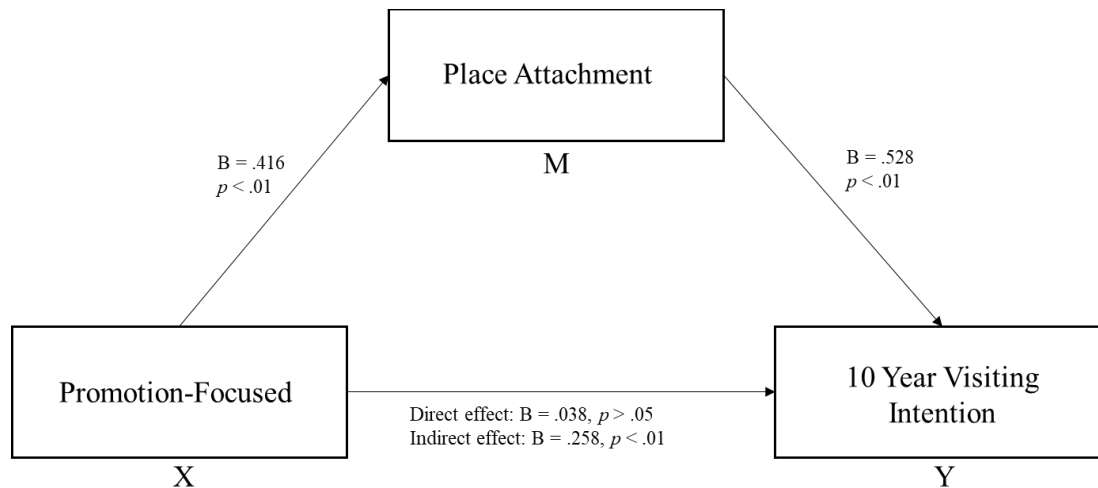 Place Attachment
M
B = .416
p < .01
B = .528
p < .01
Promotion-Focused
X
Direct effect: B = .038, p > .05
Indirect effect: B = .258, p < .01
10 Year Visiting
Intention
Y